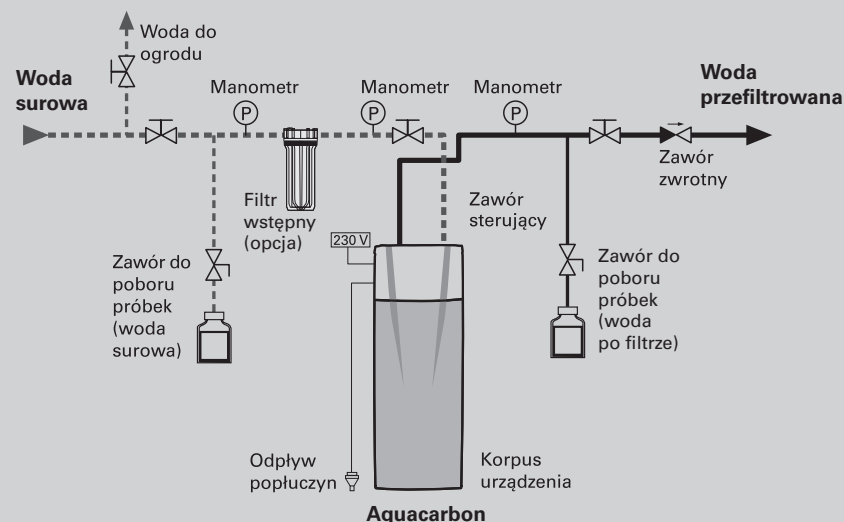 Woda do
ogrodu
Woda
surowa
Manometr
P
Manometr
P
Manometr
P
Woda
przefiltrowana
Zawór
zwrotny
Filtr
wstępny
(opcja)
Zawór
sterujący
230 V
Zawór do
poboru
próbek
(woda
surowa)
Zawór do
poboru
próbek
(woda
po filtrze)
Odpływ
popłuczyn
Korpus
urządzenia
Aquacarbon